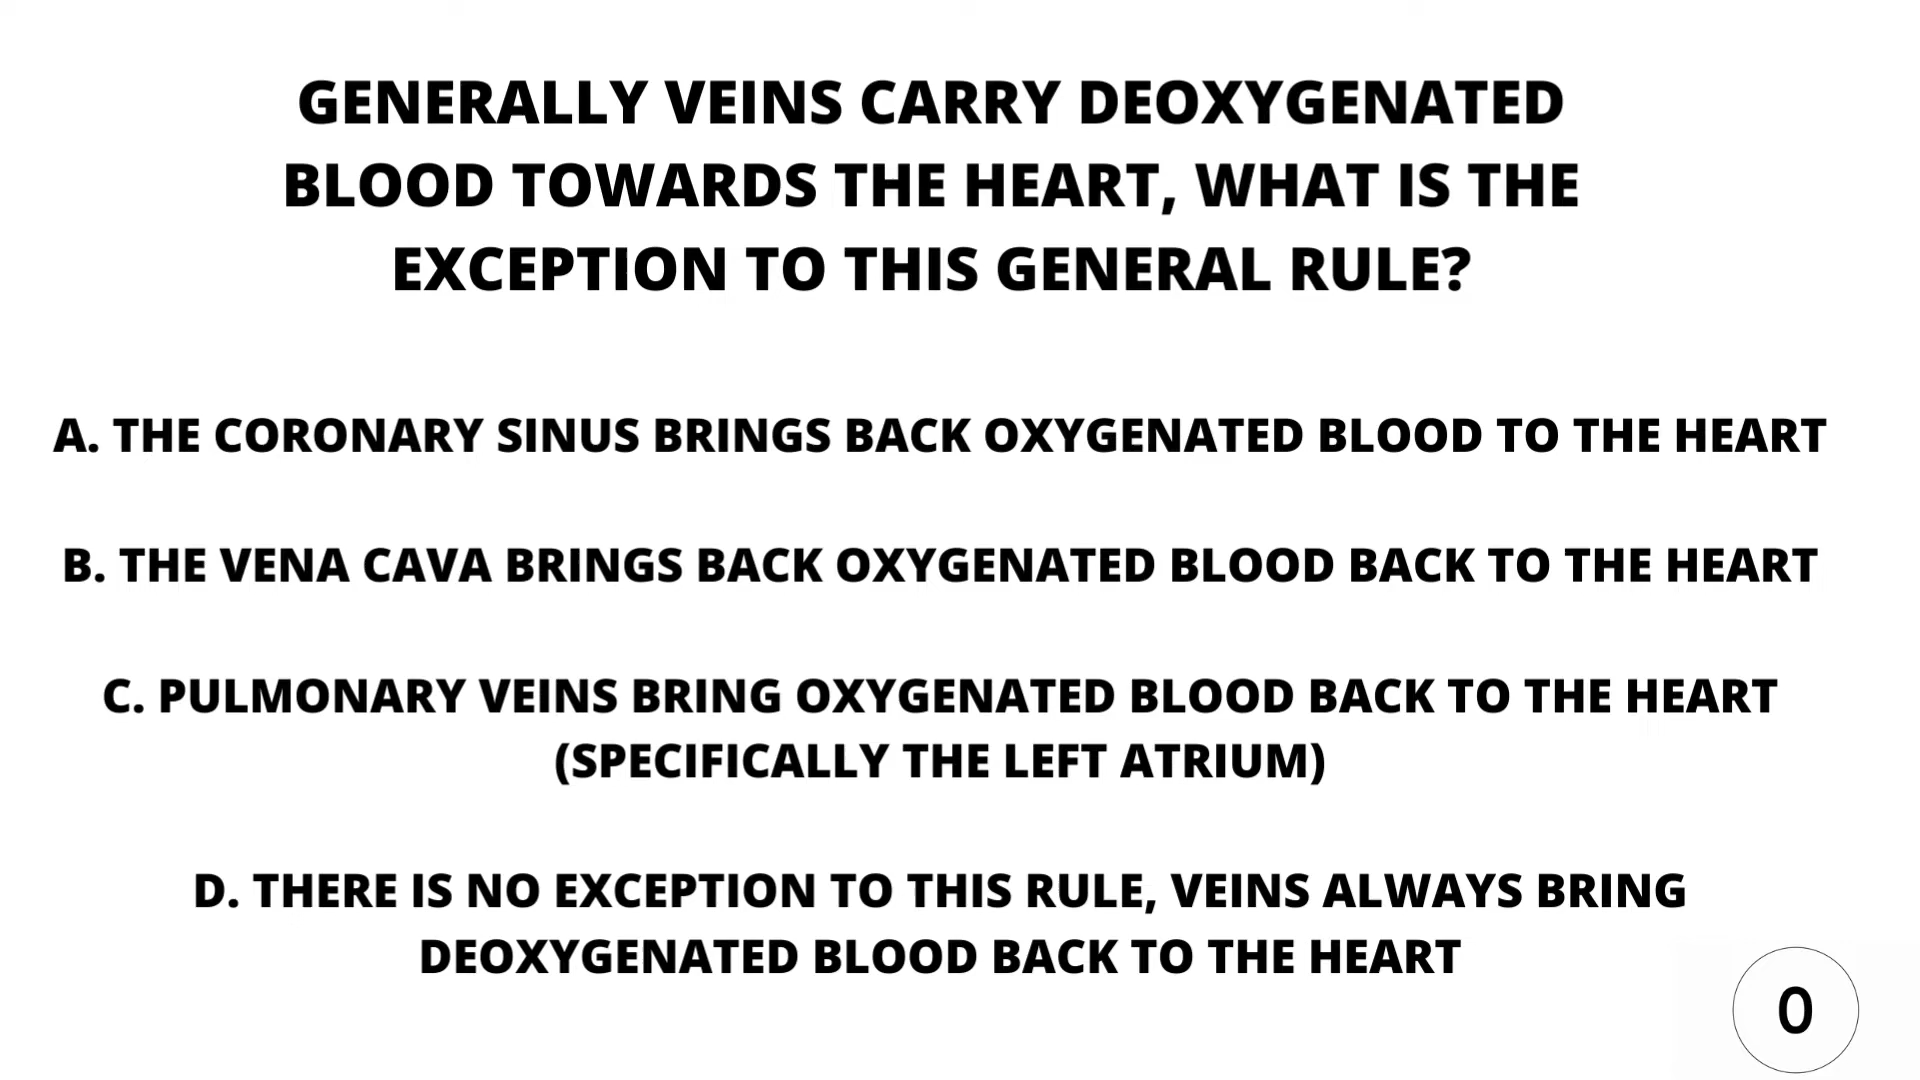 GENERALLY VEINS CARRY DEOXYGENATED
BLOOD TOWARDS THE HEART, WHAT IS THE
EXCEPTION TO THIS GENERAL RULE?
A. THE CORONARY SINUS BRINGS BACK OXYGENATED BLOOD TO THE HEART
B. THE VENA CAVA BRINGS BACK OXYGENATED BLOOD BACK TO THE HEART
C. PULMONARY VEINS BRING OXYGENATED BLOOD BACK TO THE HEART
(SPECIFICALLY THE LEFT ATRIUM)
D. THERE IS NO EXCEPTION TO THIS RULE, VEINS ALWAYS BRING
DEOXYGENATED BLOOD BACK TO THE HEART
0